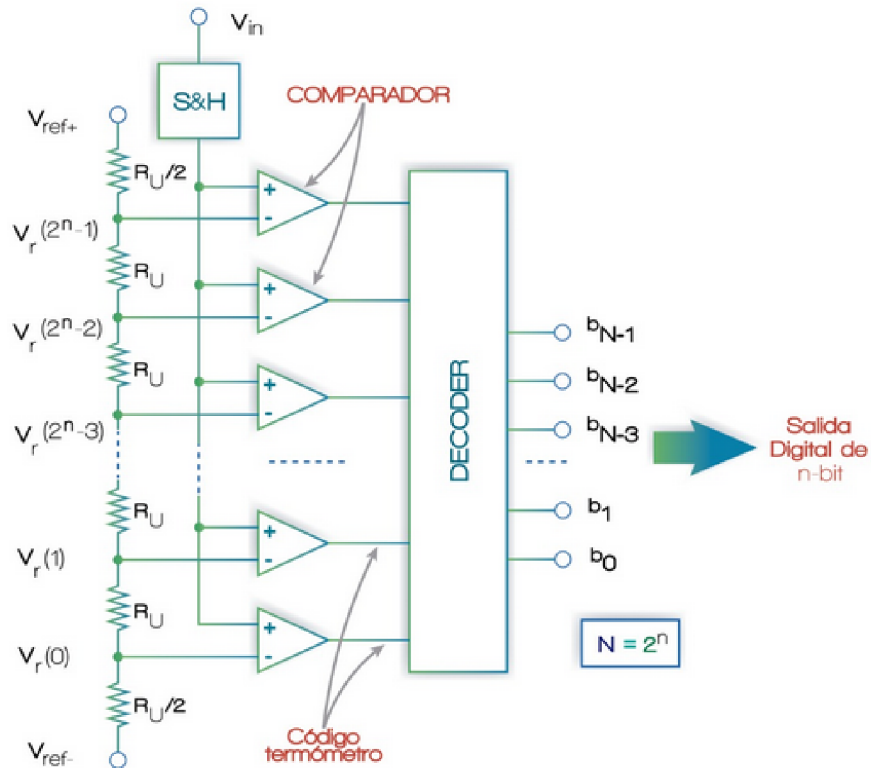 Vin
S&H
COMPARADOR
Vref+
RU/2
+
-
Vr(2ⁿ-1)
RU
+
-
Vr(2ⁿ-2)
RU
+
-
Vr(2ⁿ-3)
DECODER
bN-1
bN-2
bN-3
Salida
Digital de
n-bit
RU
+
-
b1
Vr(1)
b0
RU
+
-
Vr(0)
N = 2ⁿ
RU/2
Código
termómetro
Vref-